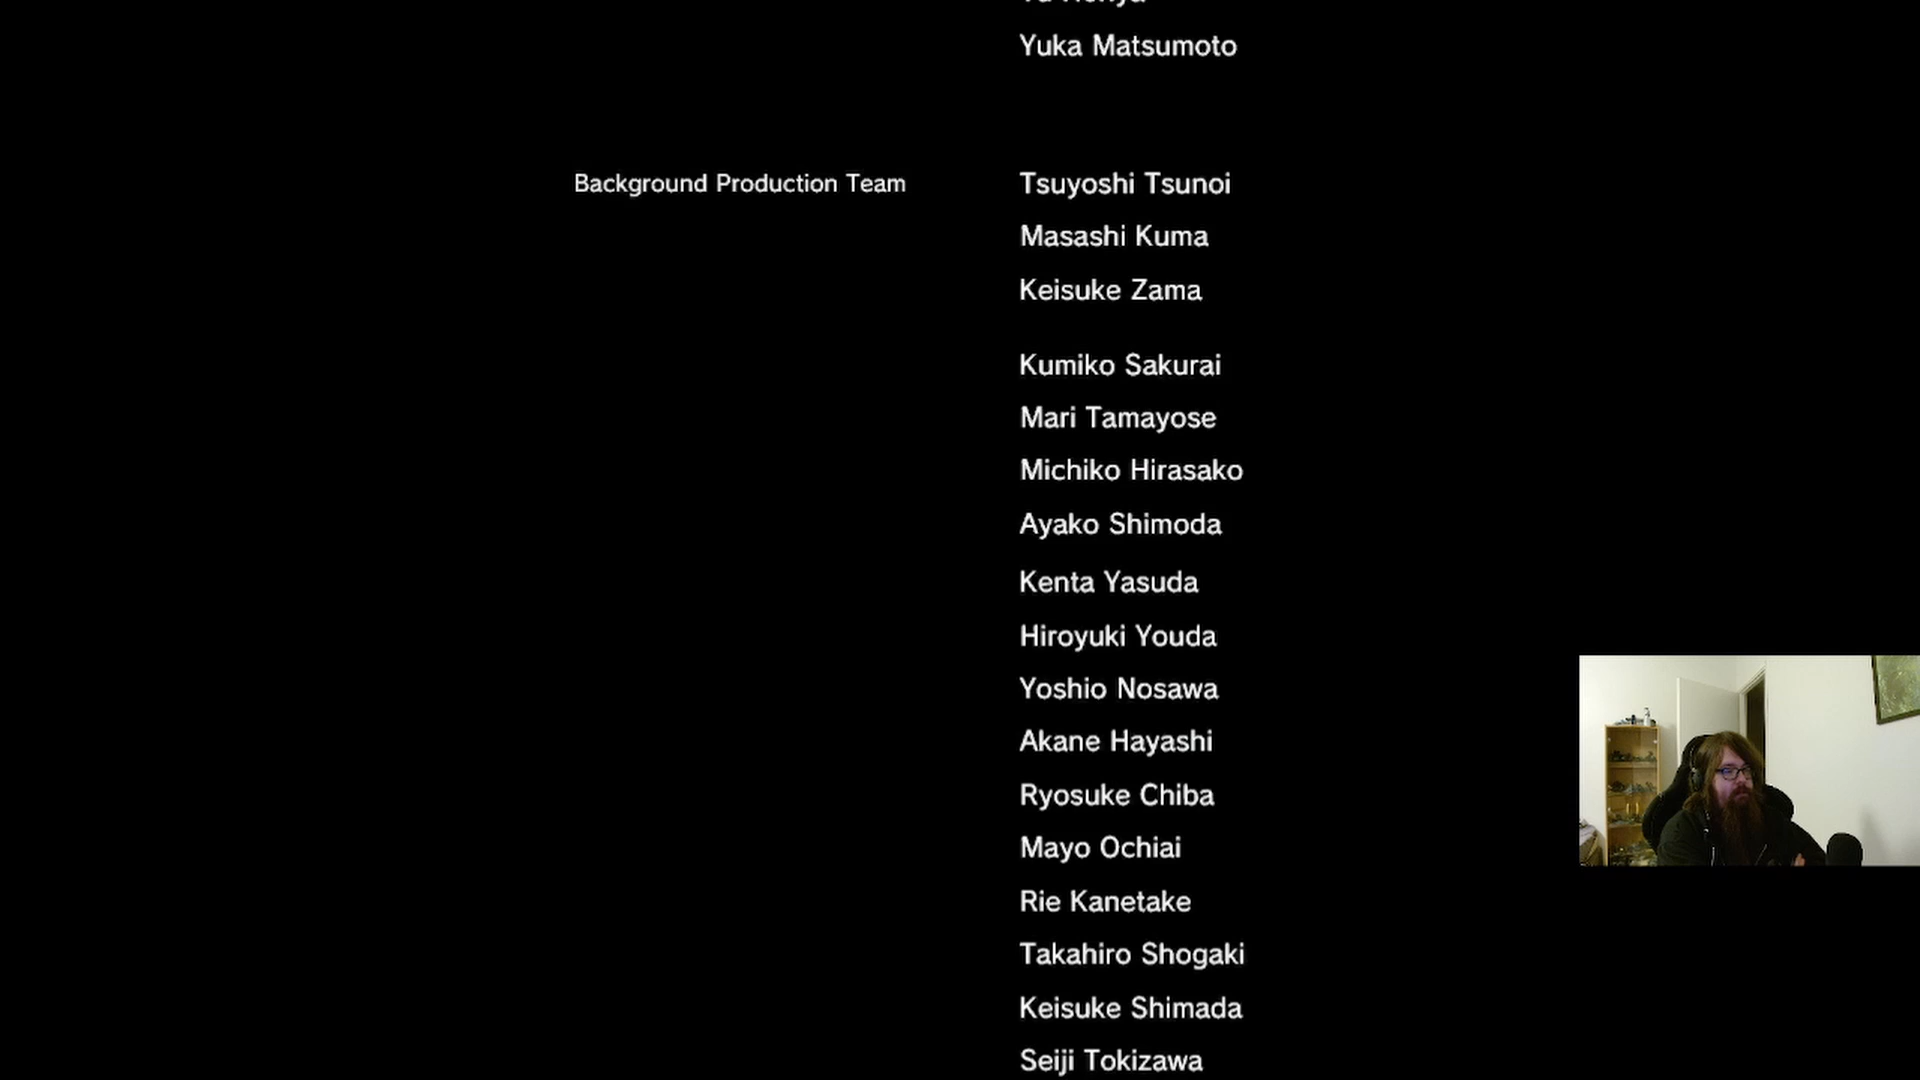 Yuka Matsumoto
Background Production Team
Tsuyoshi Tsunoi
Masashi Kuma
Keisuke Zama
Kumiko Sakurai
Mari Tamayose
Michiko Hirasako
Ayako Shimoda
Kenta Yasuda
Hiroyuki Youda
Yoshio Nosawa
Akane Hayashi
Ryosuke Chiba
Mayo Ochiai
Rie Kanetake
Takahiro Shogaki
Keisuke Shimada
Seiji Tokizawa